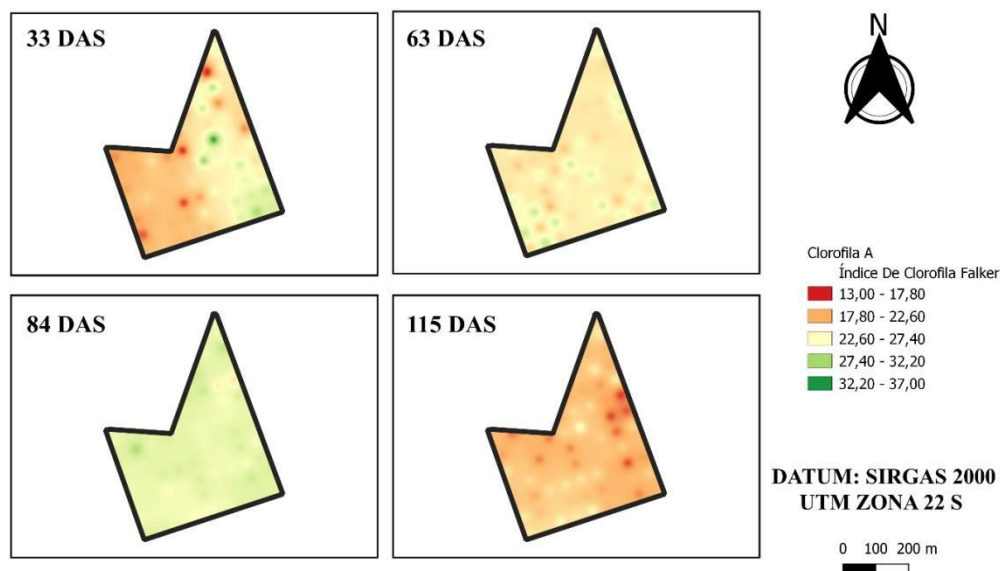 33 DAS
63 DAS
N
84 DAS
115 DAS
Clorofila A
Índice De Clorofila Falker
13,00 - 17,80
17,80 - 22,60
22,60 - 27,40
27,40 - 32,20
32,20 - 37,00
DATUM: SIRGAS 2000
UTM ZONA 22 S
0 100 200 m